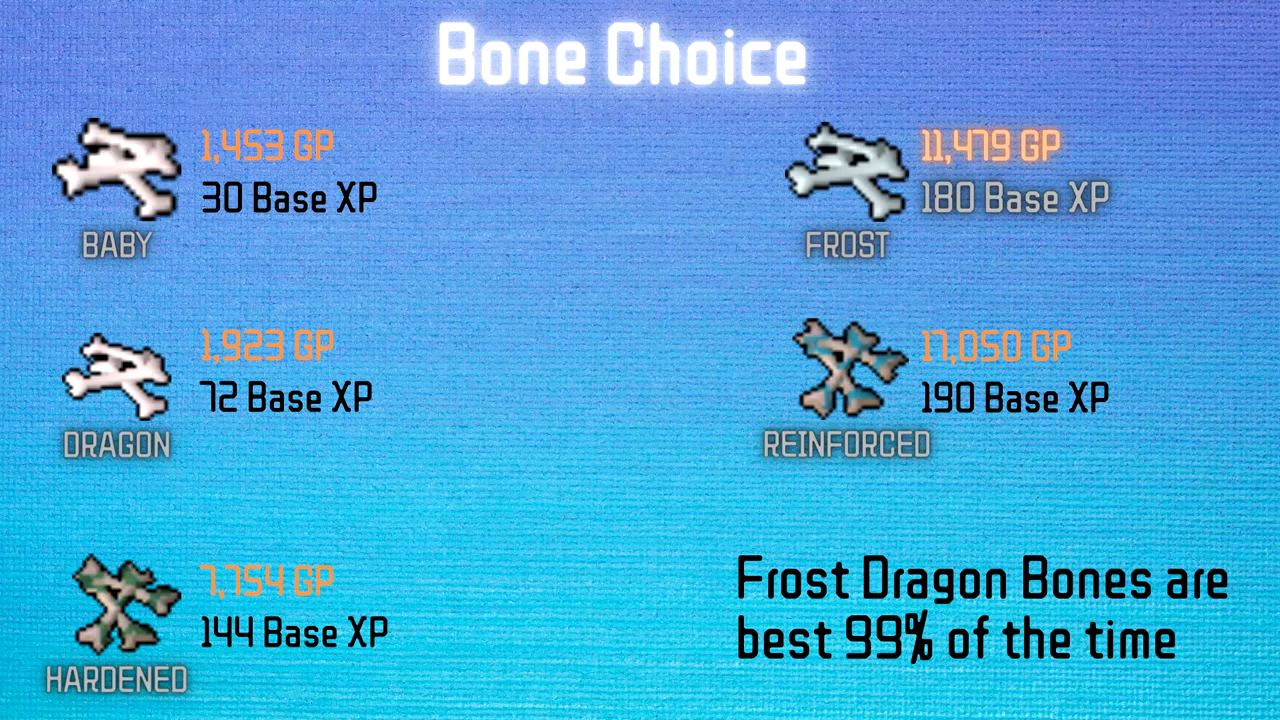 Bone Choice
1,453 GP
30 Base XP
BABY
1,923 GP
72 Base XP
DRAGON
7,754 GP
144 Base XP
HARDENED
11,479 GP
180 Base XP
FROST
17,050 GP
190 Base XP
REINFORCED
Frost Dragon Bones are
best 99% of the time